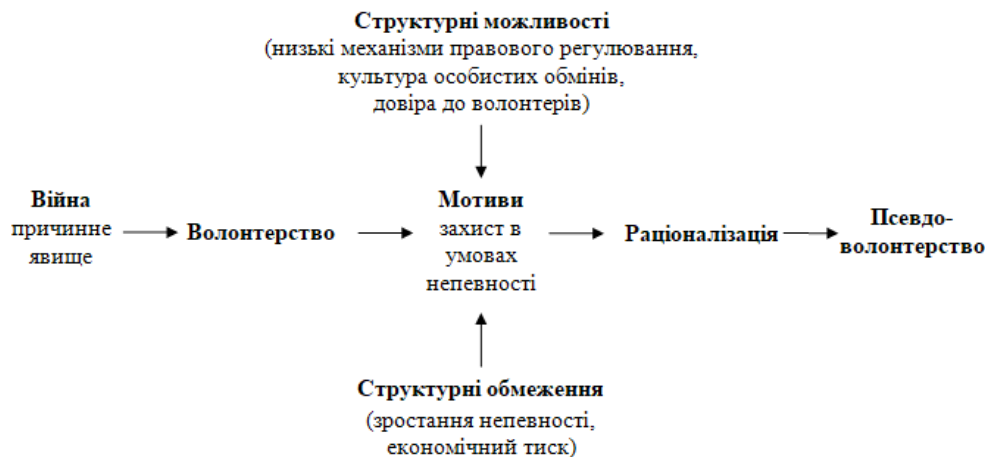 Структурні можливості
(низькі механізми правового регулювання,
культура особистих обмінів,
довіра до волонтерів)
Війна
причинне
явище
Волонтерство
Мотиви
захист в
умовах
непевності
Раціоналізація
Псевдо-
волонтерство
Структурні обмеження
(зростання непевності,
економічний тиск)